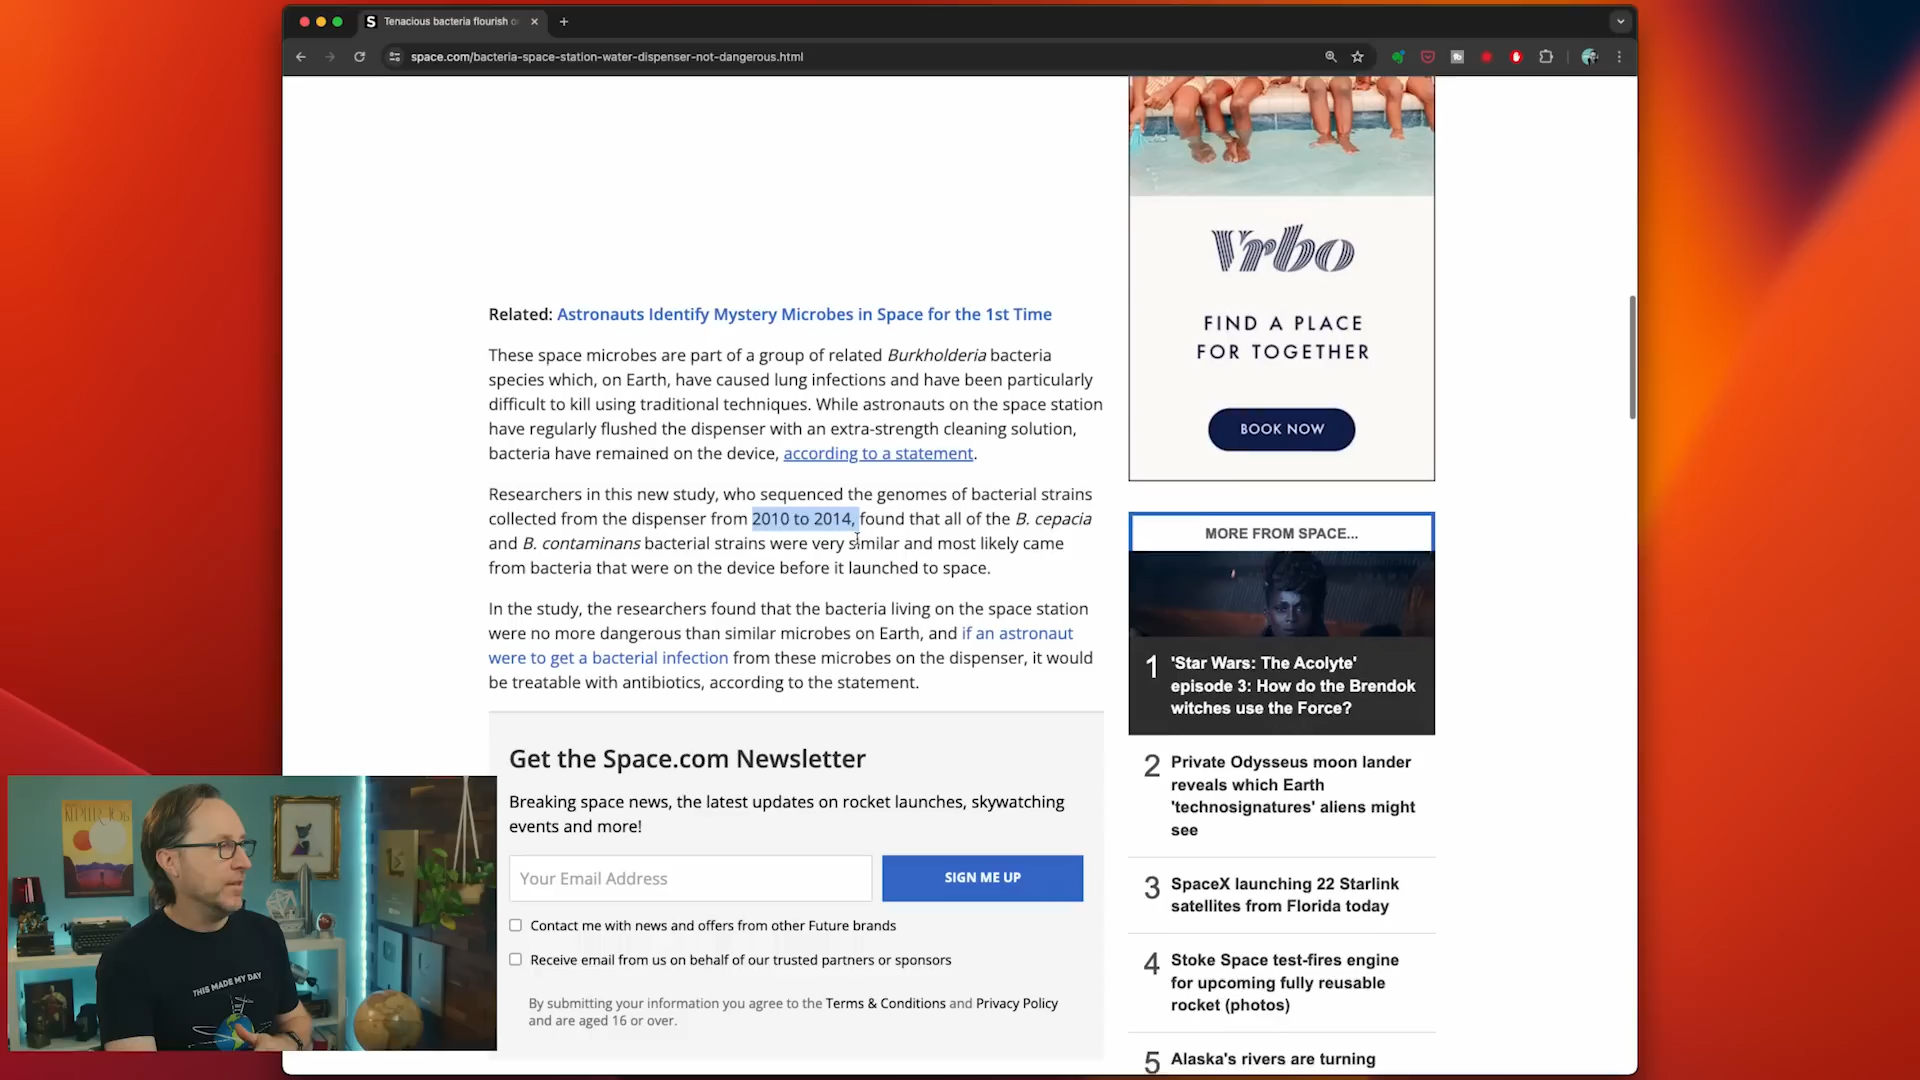 Tenacious bacteria flourish o
space.com/bacteria-space-station-water-dispenser-not-dangerous.html
Vrbo
FIND A PLACE
FOR TOGETHER
BOOK NOW
Related: Astronauts Identify Mystery Microbes in Space for the 1st Time
These space microbes are part of a group of related Burkholderia bacteria
species which, on Earth, have caused lung infections and have been particularly
difficult to kill using traditional techniques. While astronauts on the space station
have regularly flushed the dispenser with an extra-strength cleaning solution,
bacteria have remained on the device, according to a statement.
Researchers in this new study, who sequenced the genomes of bacterial strains
collected from the dispenser from 2010 to 2014, found that all of the B. cepacia
and B. contaminans bacterial strains were very similar and most likely came
from bacteria that were on the device before it launched to space.
In the study, the researchers found that the bacteria living on the space station
were no more dangerous than similar microbes on Earth, and if an astronaut
were to get a bacterial infection from these microbes on the dispenser, it would
be treatable with antibiotics, according to the statement.
Get the Space.com Newsletter
Breaking space news, the latest updates on rocket launches, skywatching
events and more!
Your Email Address
SIGN ME UP
Contact me with news and offers from other Future brands
Receive email from us on behalf of our trusted partners or sponsors
By submitting your information you agree to the Terms & Conditions and Privacy Policy
and are aged 16 or over.
MORE FROM SPACE...
1
'Star Wars: The Acolyte'
episode 3: How do the Brendok
witches use the Force?
2
Private Odysseus moon lander
reveals which Earth
'technosignatures' aliens might
see
3
SpaceX launching 22 Starlink
satellites from Florida today
4
Stoke Space test-fires engine
for upcoming fully reusable
rocket (photos)
5
Alaska's rivers are turning
THIS MADE MY DAY